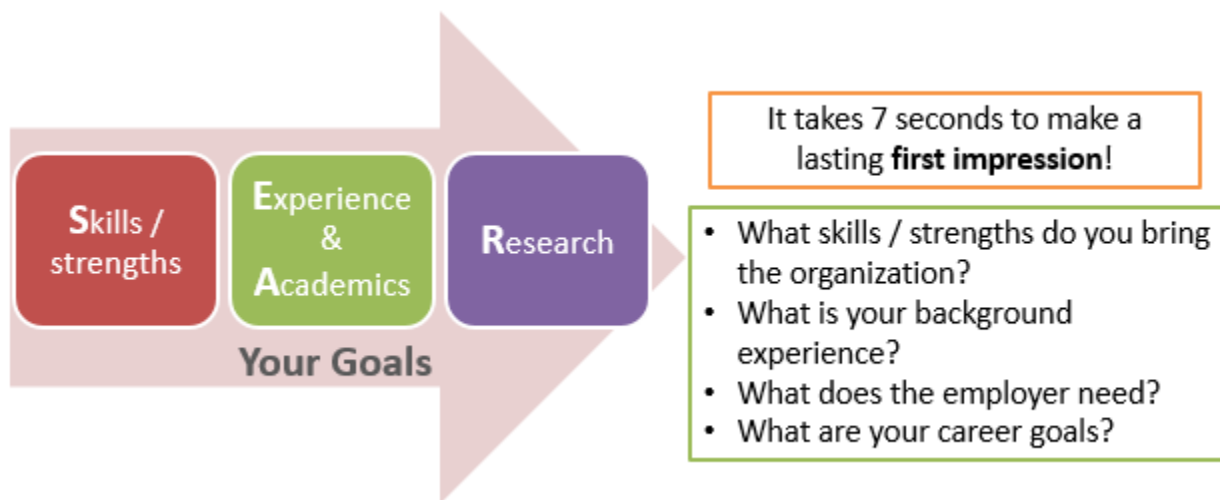 Skills /
strengths
Experience
&
Academics
Research
Your Goals
It takes 7 seconds to make a
lasting first impression!
• What skills / strengths do you bring
the organization?
• What is your background
experience?
• What does the employer need?
• What are your career goals?